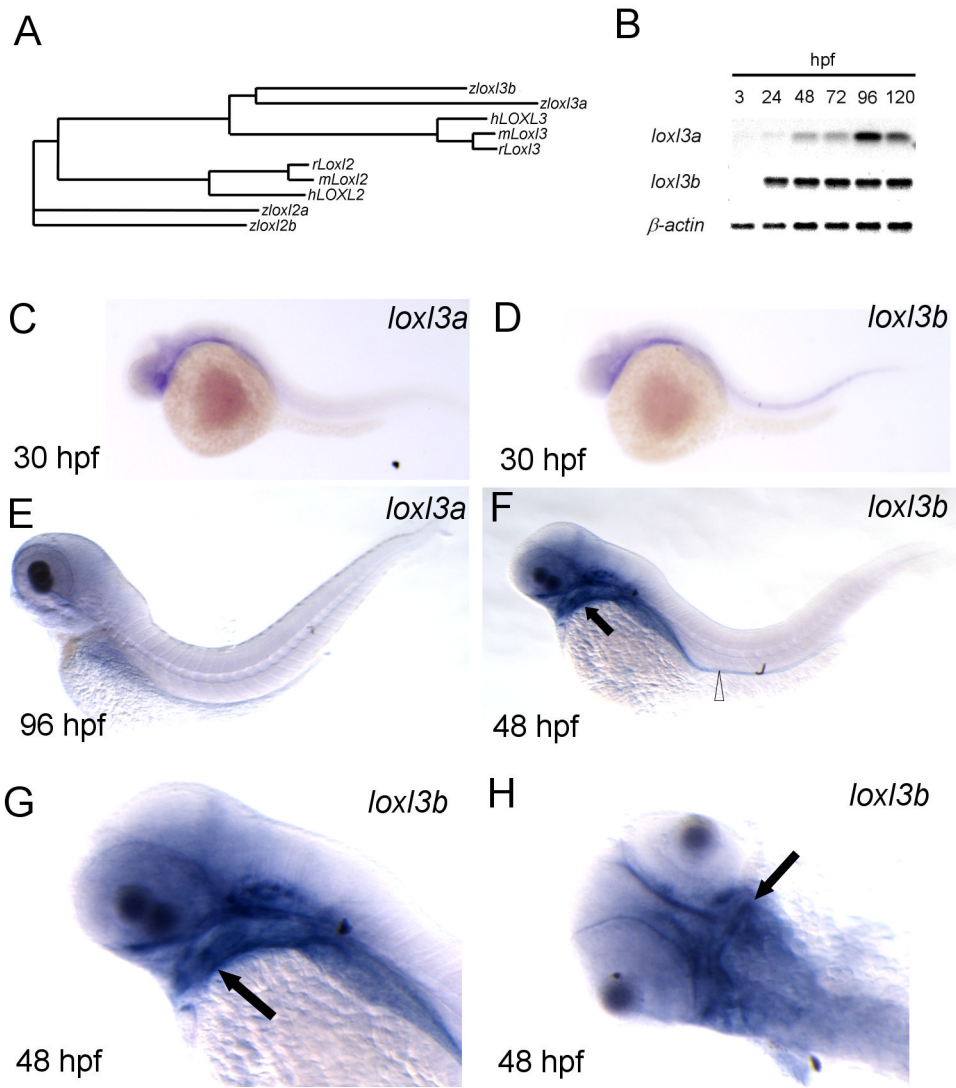 A
zloxl3b
zloxl3a
hLOXL3
mLoxl3
rLoxl3
rLoxl2
mLoxl2
hLOXL2
zloxl2a
zloxl2b
B
hpf
3 24 48 72 96 120
loxl3a
loxl3b
β-actin
C
loxl3a
30 hpf
D
loxl3b
30 hpf
E
loxl3a
96 hpf
F
loxl3b
48 hpf
G
loxl3b
48 hpf
H
loxl3b
48 hpf